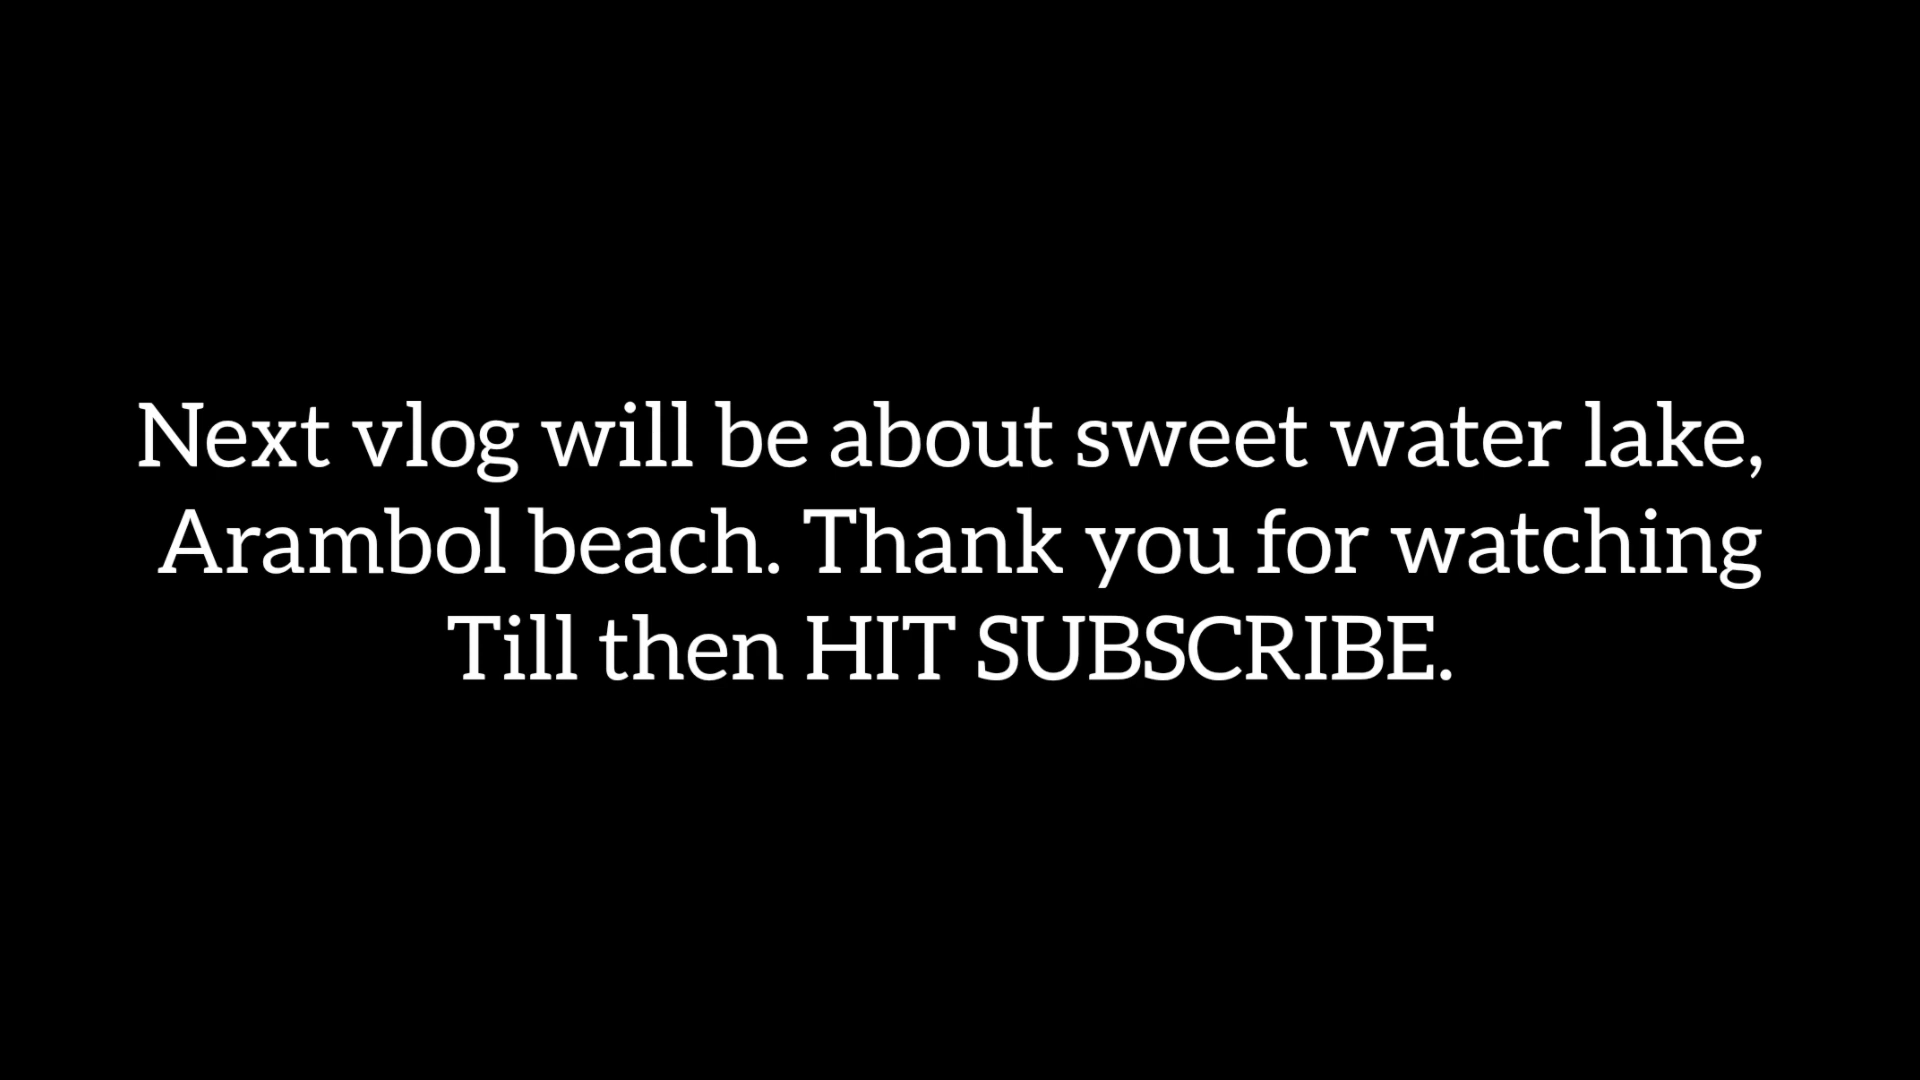 Next vlog will be about sweet water lake,
Arambol beach. Thank you for watching
Till then HIT SUBSCRIBE.